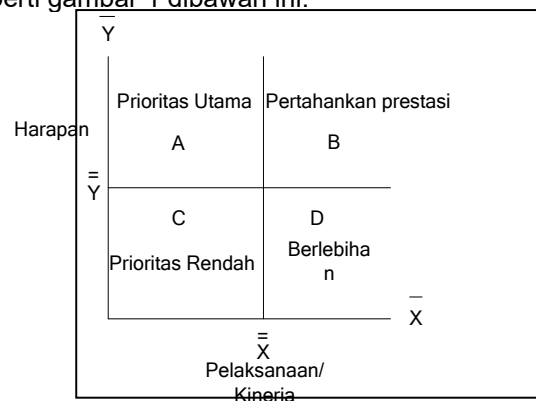 perti gambar 1 dibawah ini.
Y
Prioritas Utama Pertahankan prestasi
Harapan
A B
=
Y
C D
Prioritas Rendah Berlebiha
n
X
=
X
Pelaksanaan/
Kinerja